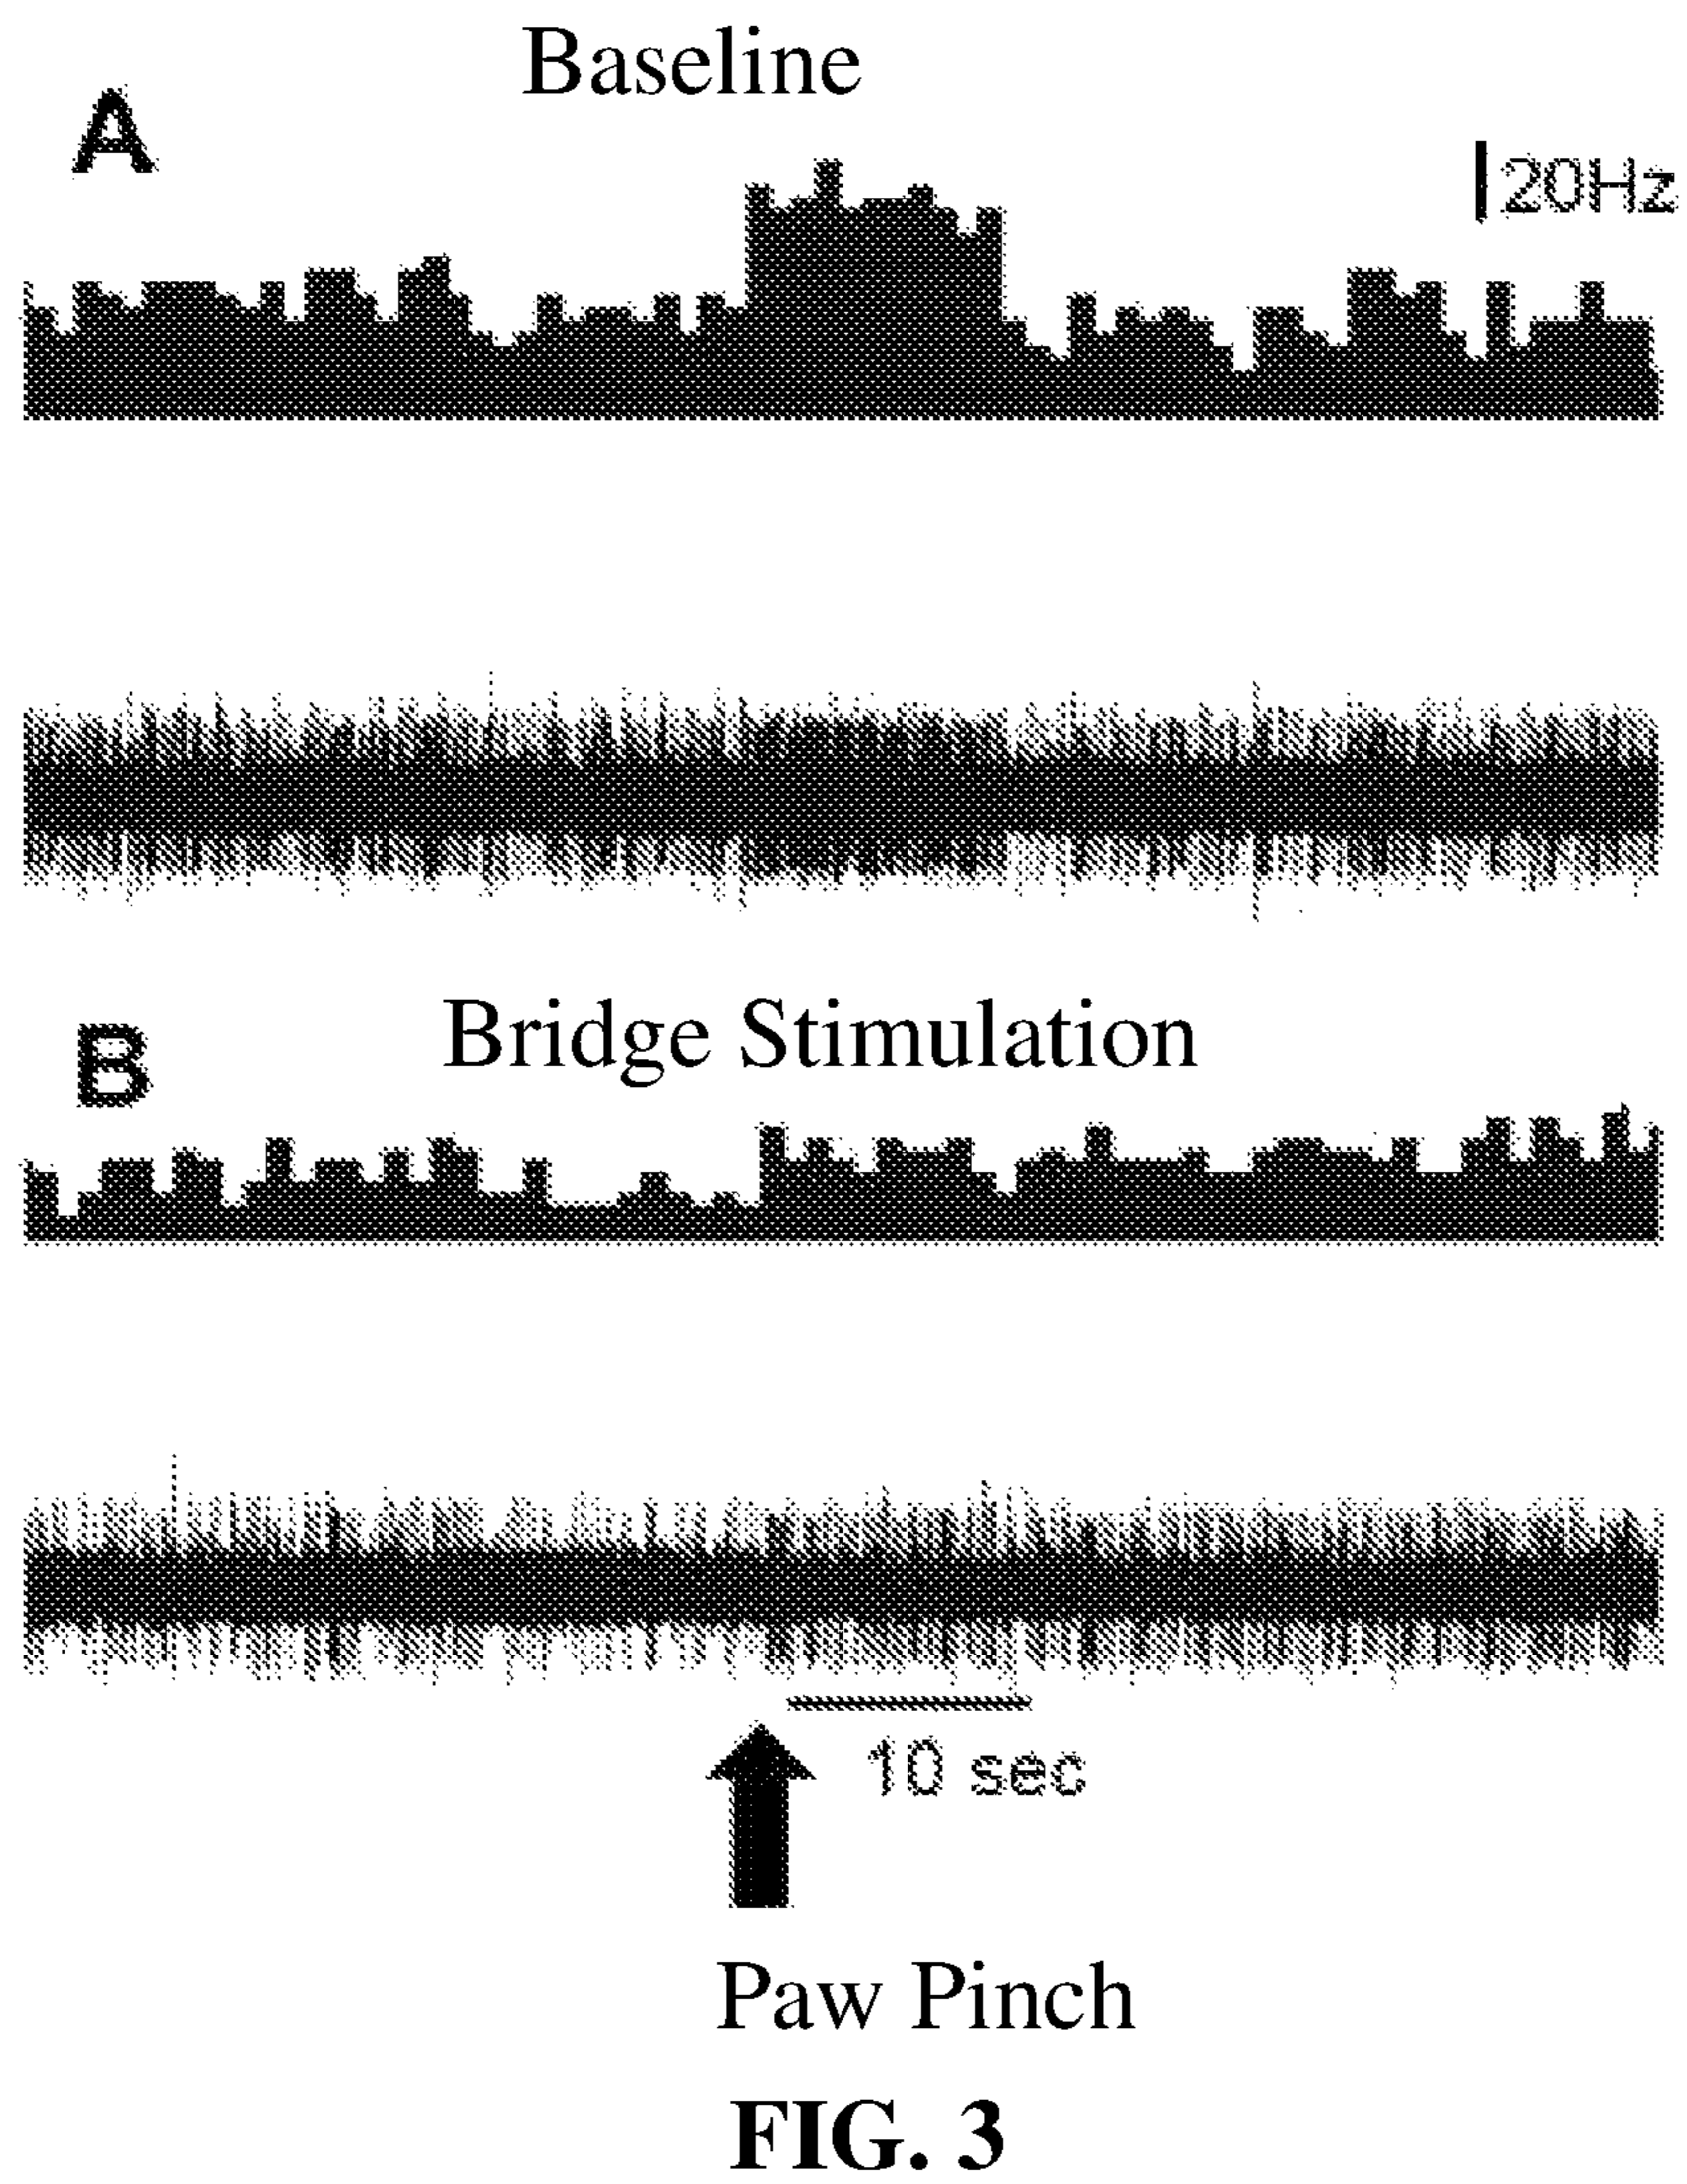 Baseline
A
20Hz
B
Bridge Stimulation
10 sec
Paw Pinch
FIG. 3